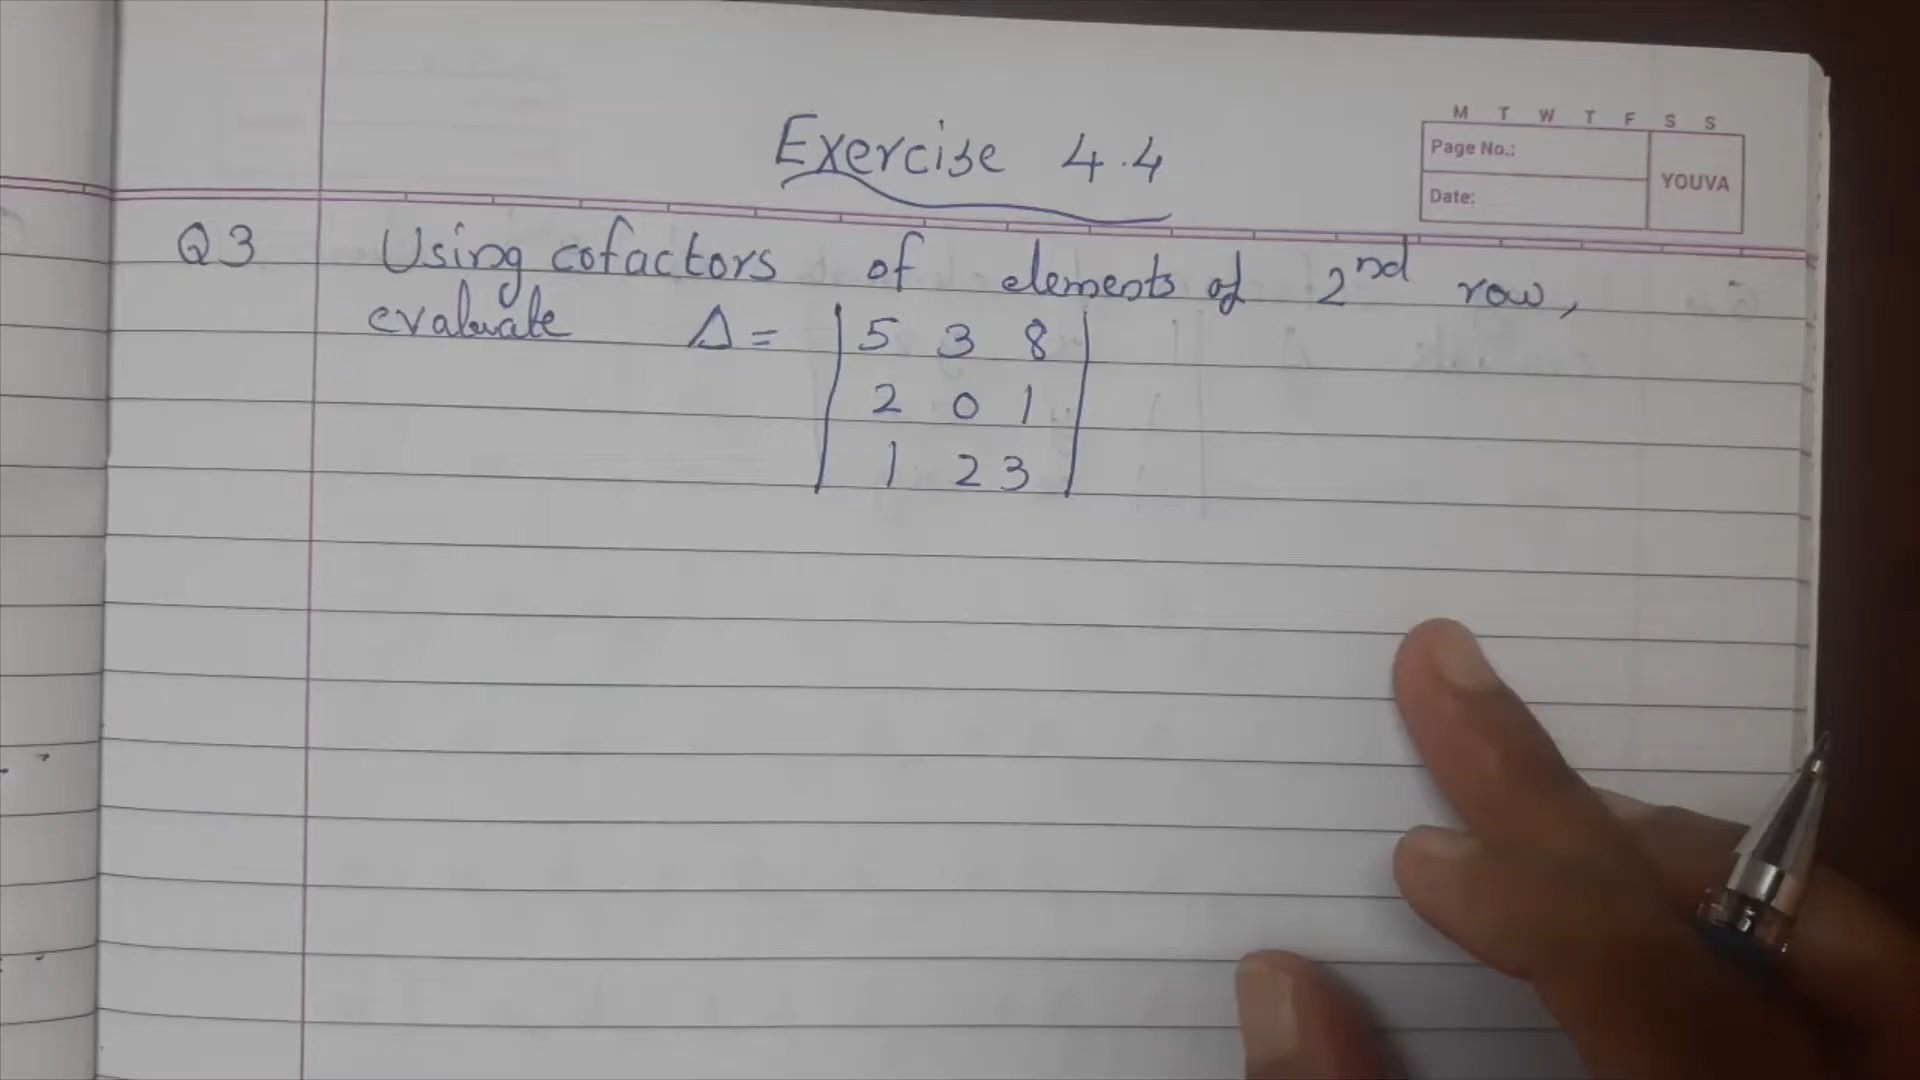 M T W T F S S
Exercise 4.4
Page No.:
YOUVA
Date:
Q3 Using cofactors of elements of 2nd row,
evaluate Δ = | 5 3 8 |
| 2 0 1 |
| 1 2 3 |